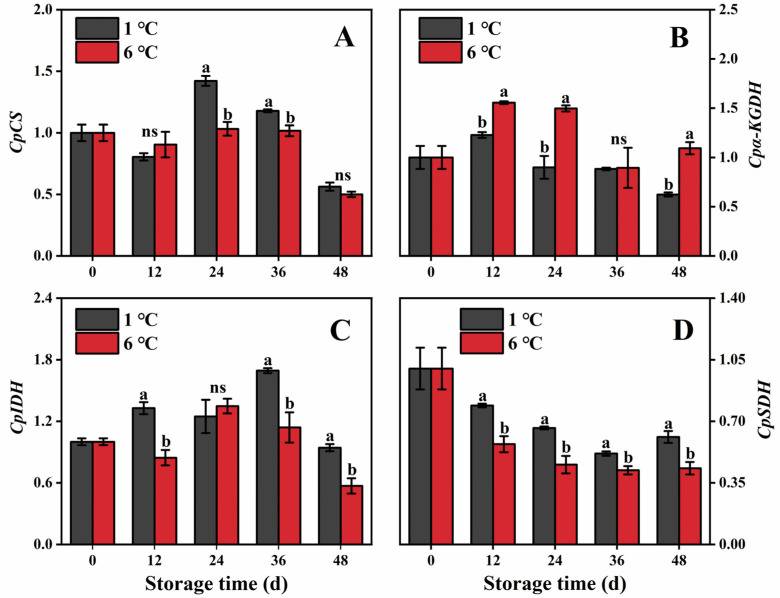 2.0
1.5
1.0
0.5
0.0
CpCS
1 °C
6 °C
A
ns
a
b
a
b
ns
0
12
24
36
48
2.5
2.0
1.5
1.0
0.5
0.0
Cpα-KGDH
1 °C
6 °C
B
b
a
b
a
ns
b
a
0
12
24
36
48
2.4
1.8
1.2
0.6
0.0
CpIDH
1 °C
6 °C
C
a
b
ns
a
b
a
b
0
12
24
36
48
Storage time (d)
1.40
1.05
0.70
0.35
0.00
CpSDH
1 °C
6 °C
D
a
b
a
b
a
b
a
b
0
12
24
36
48
Storage time (d)